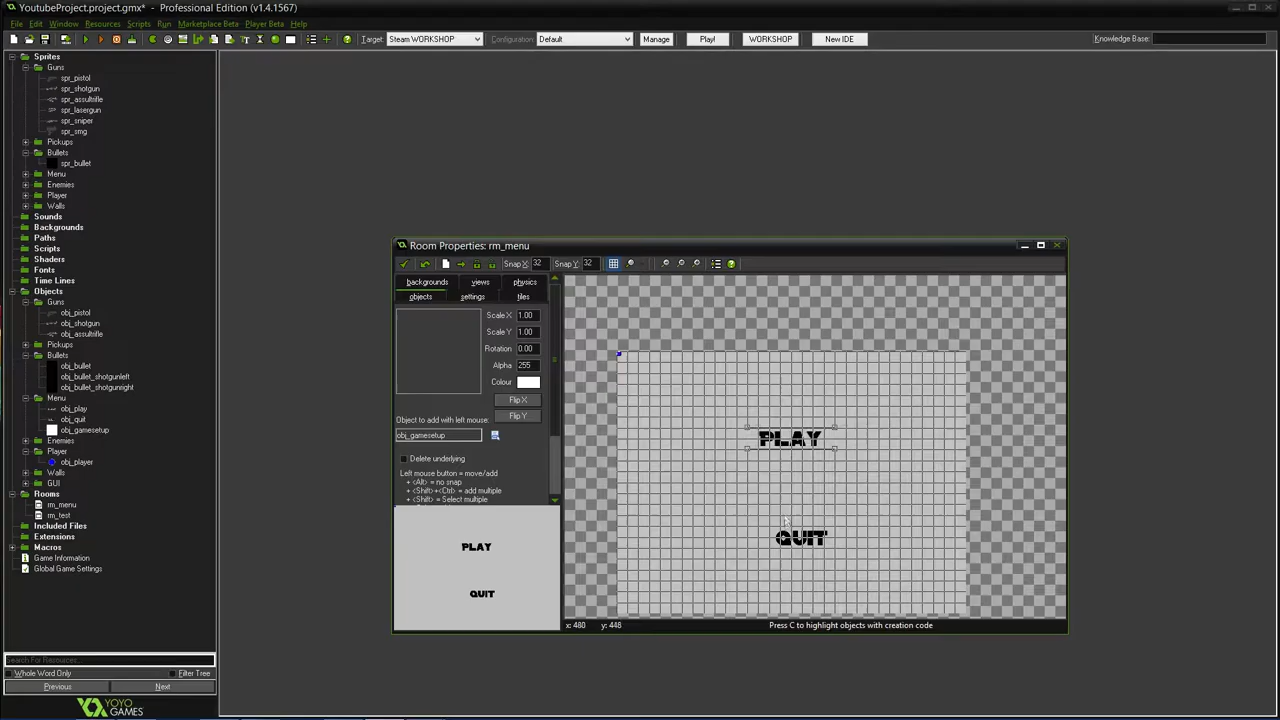 YoutubeProject.project.gmx* - Professional Edition (v1.4.1567)
File Edit Window Resources Scripts Run Marketplace Beta Player Beta Help
Target Steam WORKSHOP Configuration: Default Manage Play! WORKSHOP New IDE Knowledge Base:
Sprites
Guns
spr_pistol
spr_shotgun
spr_assultrifle
spr_lasergun
spr_sniper
spr_smg
Pickups
Bullets
spr_bullet
Menu
Enemies
Player
Walls
Sounds
Backgrounds
Paths
Scripts
Shaders
Fonts
Time Lines
Objects
Guns
obj_pistol
obj_shotgun
obj_assultrifle
Pickups
Bullets
obj_bullet
obj_bullet_shotgunleft
obj_bullet_shotgunright
Menu
obj_play
obj_quit
obj_gamesetup
Enemies
Player
obj_player
Walls
GUI
Rooms
rm_menu
rm_test
Included Files
Extensions
Macros
Game Information
Global Game Settings
Search For Resources...
Whole Word Only Filter Tree
Previous Next
YOYO
GAMES
Room Properties: rm_menu
Snap X: 32 Snap Y: 32
backgrounds views physics
objects settings tiles
Scale X 1.00
Scale Y 1.00
Rotation 0.00
Alpha 255
Colour
Flip X
Object to add with left mouse:
Flip Y
obj_gamesetup
Delete underlying
Left mouse button = move/add
+ <Alt> = no snap
+ <Shift>+<Ctrl> = add multiple
+ <Shift> = Select multiple
PLAY
QUIT
PLAY
QUIT
x: 480 y: 448 Press C to highlight objects with creation code